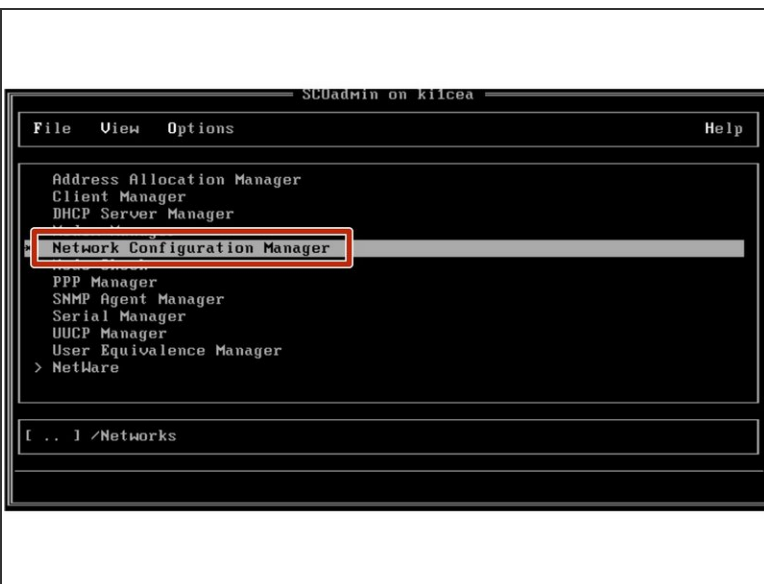 SCOadmin on ki1cea
File View Options Help
Address Allocation Manager
Client Manager
DHCP Server Manager
Manager
Network Configuration Manager
PPP Manager
SNMP Agent Manager
Serial Manager
UUCP Manager
User Equivalence Manager
> NetWare
[ .. ] /Networks